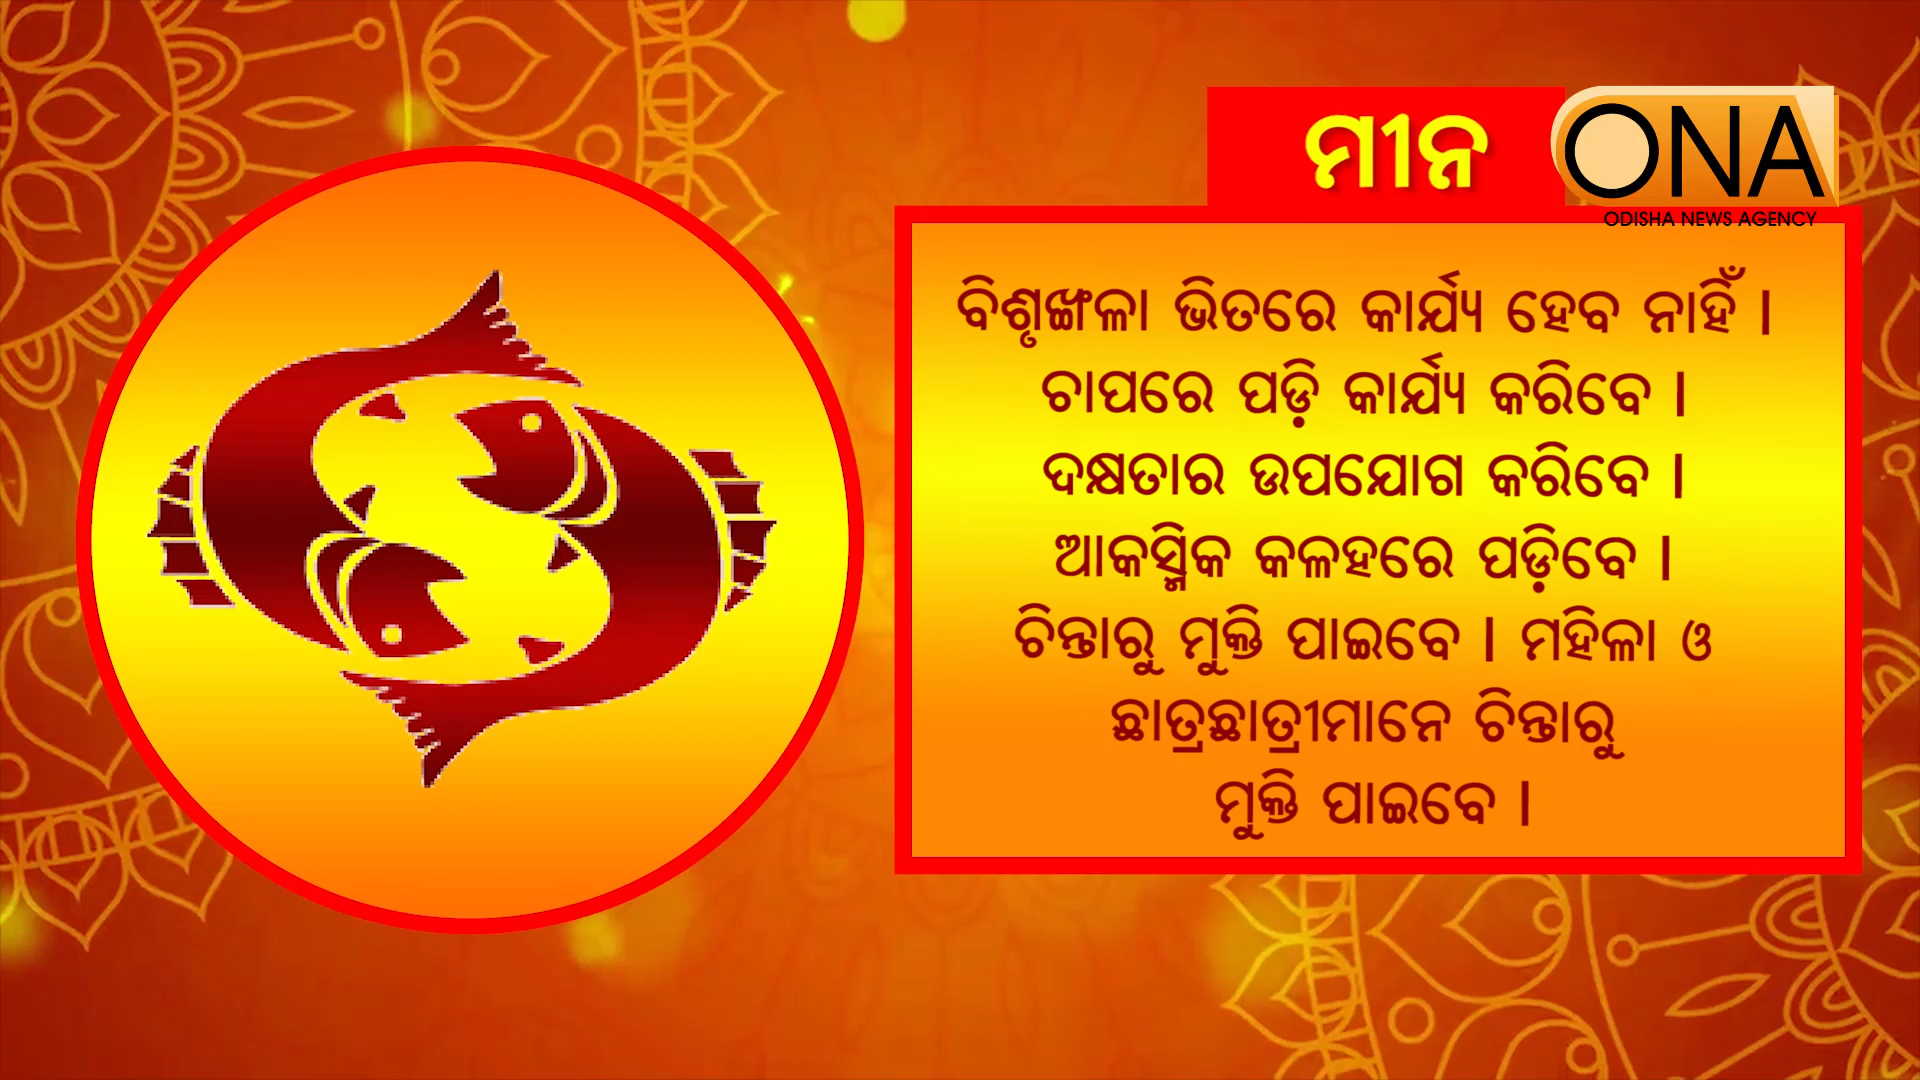 ମୀନ
ONA
ODISHA NEWS AGENCY
ବିଶୃଙ୍ଖଳା ଭିତରେ କାର୍ଯ୍ୟ ହେବ ନାହିଁ ।
ଚାପରେ ପଡ଼ି କାର୍ଯ୍ୟ କରିବେ ।
ଦକ୍ଷତାର ଉପଯୋଗ କରିବେ ।
ଆକସ୍ମିକ କଳହରେ ପଡ଼ିବେ ।
ଚିନ୍ତାରୁ ମୁକ୍ତି ପାଇବେ । ମହିଳା ଓ
ଛାତ୍ରଛାତ୍ରୀମାନେ ଚିନ୍ତାରୁ
ମୁକ୍ତି ପାଇବେ ।